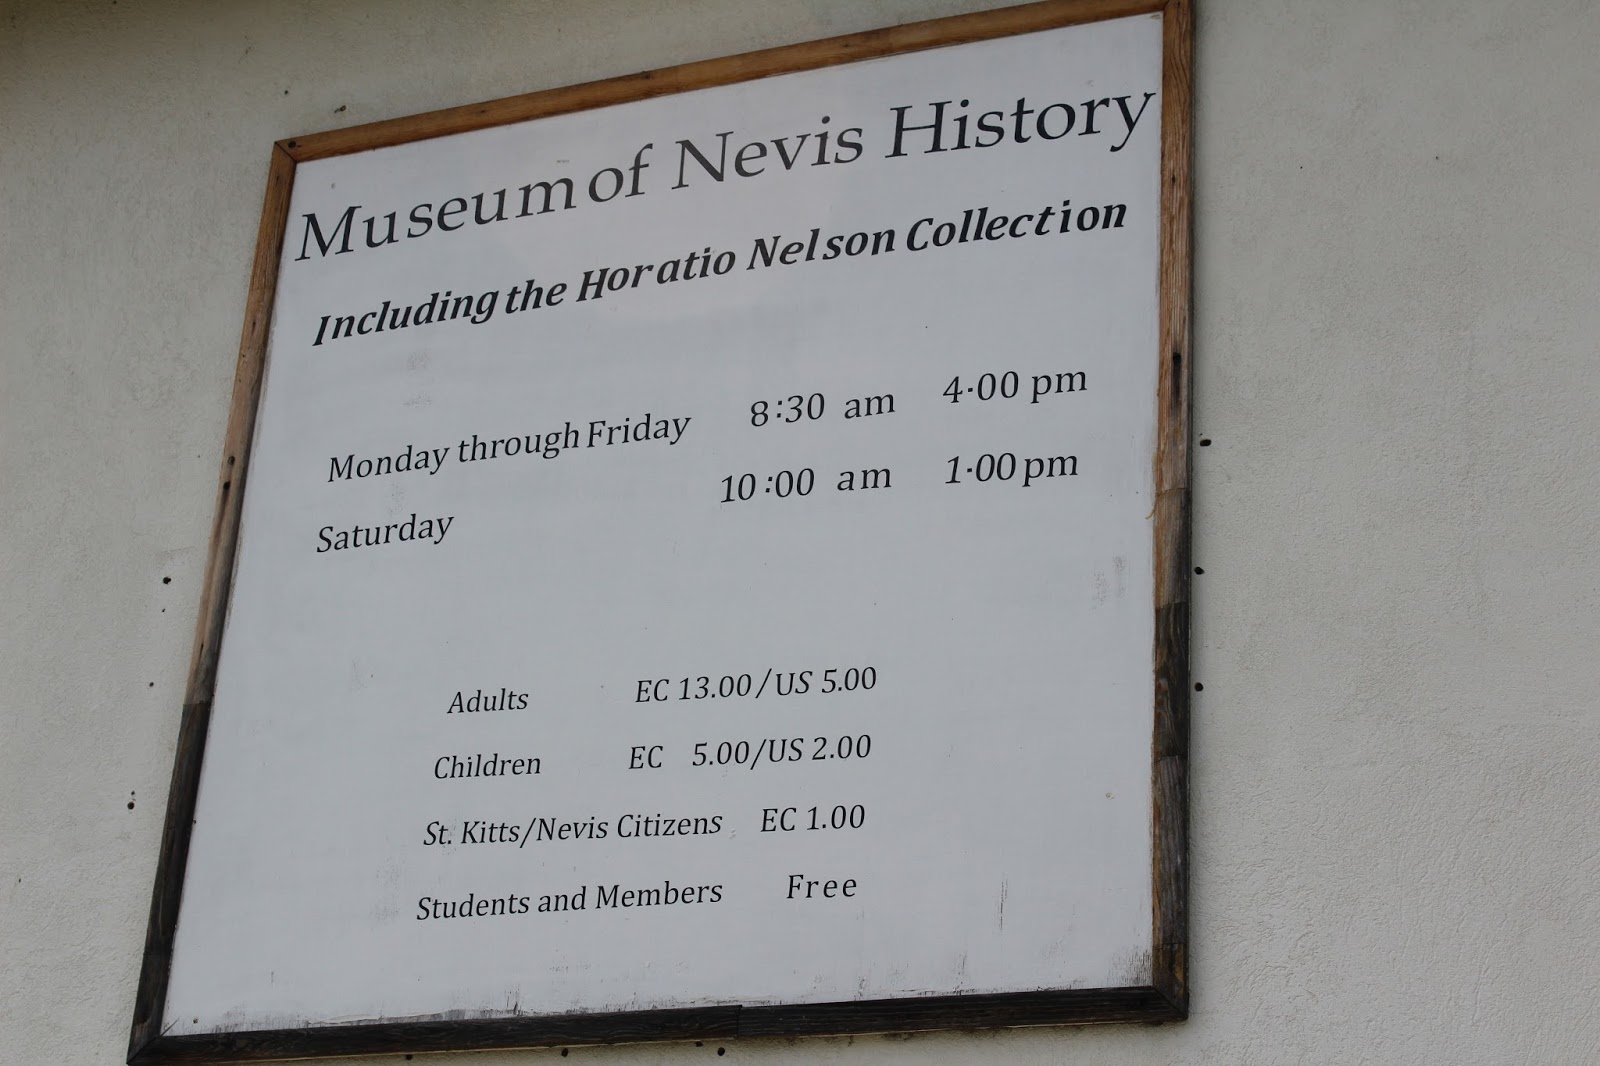 Museum of Nevis History
Including the Horatio Nelson Collection
Monday through Friday 8:30 am 4:00 pm
Saturday 10:00 am 1:00 pm
Adults EC 13.00/US 5.00
Children EC 5.00/US 2.00
St. Kitts/Nevis Citizens EC 1.00
Students and Members Free